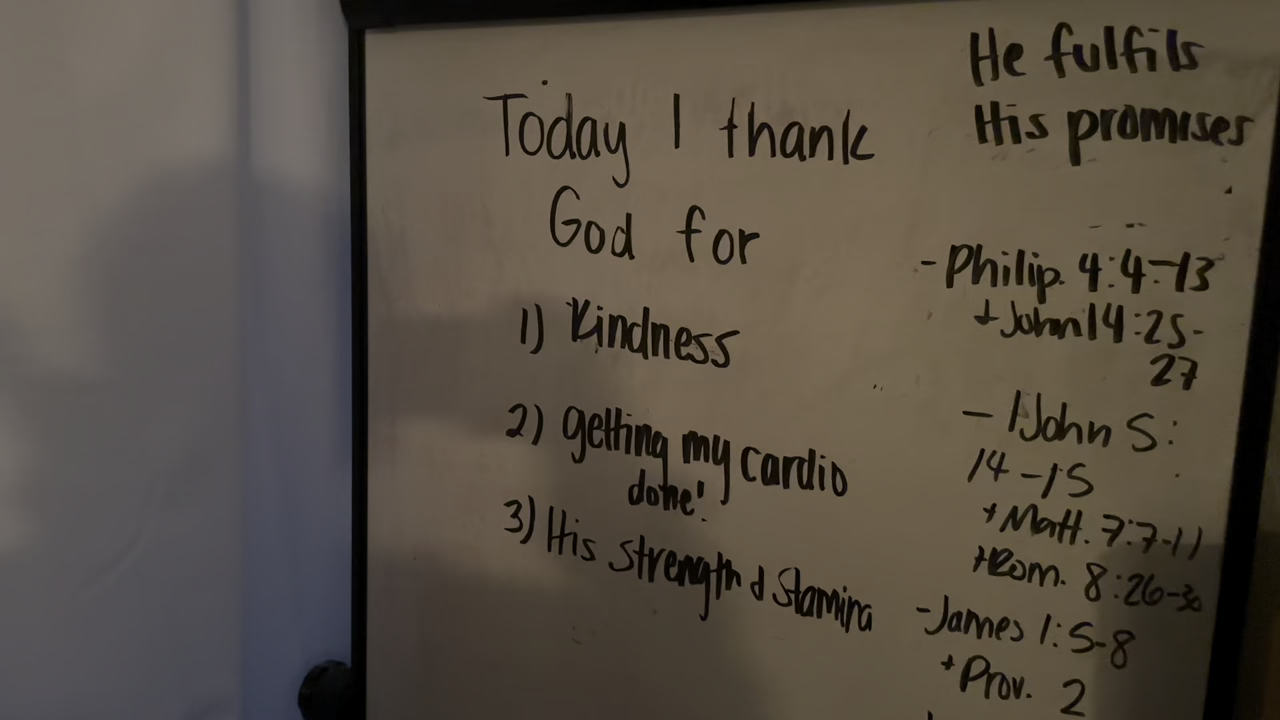 Today I thank
God for
1) Kindness
2) getting my cardio
done!
3) His strength & Stamina
He fulfils
His promises
- Philip. 4:4-13
+ John 14:25-
27
- 1John 5:
14-15
+ Matt. 7:7-11
+ Rom. 8:26-30
- James 1:5-8
+ Prov. 2